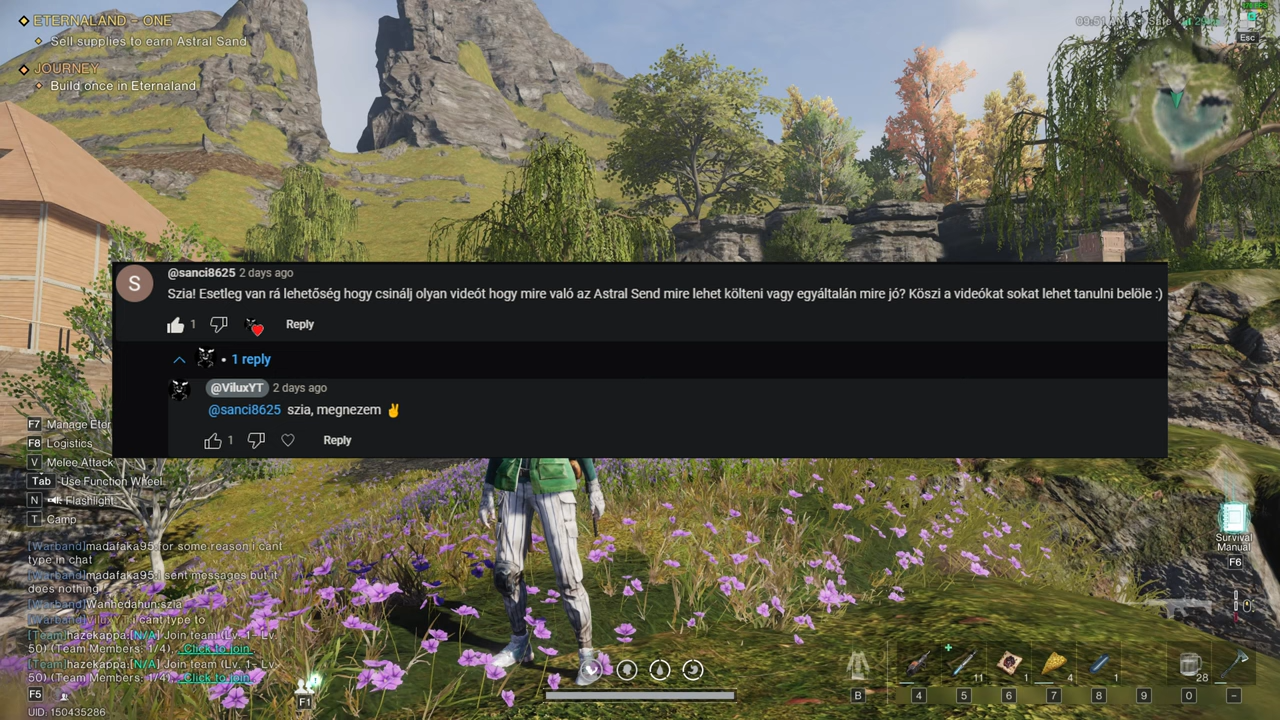 ETERNALAND - ONE
Sell supplies to earn Astral Sand
JOURNEY
Build once in Eternaland
Esc
S
@sanci8625 2 days ago
Szia! Esetleg van rá lehetőség hogy csinálj olyan videót hogy mire való az Astral Send mire lehet költeni vagy egyáltalán mire jó? Köszi a videókat sokat lehet tanulni belöle :)
1 Reply
1 reply
@ViluxYT 2 days ago
@sanci8625 szia, megnezem ✌
1 Reply
F7 Manage Eter
F8 Logistics
V Melee Attack
Tab Use Function Wheel
N Flashlight
T Camp
[Warband]madafaka95:for some reason i cant
type in chat
[Warband]madafaka95:i sent messages but it
does nothing
[Warband]Wanhedahun:szia
i cant type to
[Team]hazekappa:[N/A] Join team (Lv. 1 - Lv.
50) (Team Members: 1/4). Click to join.
[Team]hazekappa:[N/A] Join team (Lv. 1 - Lv.
50) (Team Members: 1/4). Click to join.
F5
UID: 150435286
F1
Survival
Manual
F6
11 1 4 1 28
B 4 5 6 7 8 9 0 –